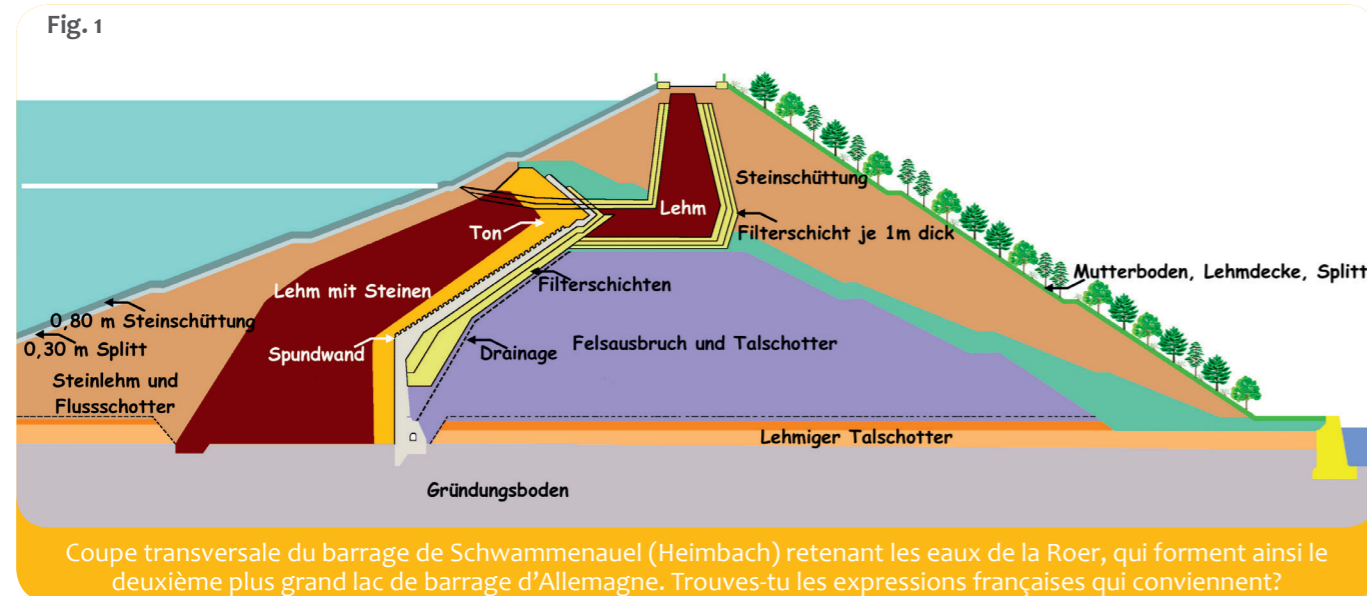 Fig. 1
Steinschüttung
Lehm
Filterschicht je 1m dick
Ton
Mutterboden, Lehmdecke, Splitt
Lehm mit Steinen
Filterschichten
0,80 m Steinschüttung
0,30 m Splitt
Spundwand
Drainage
Felsausbruch und Talschotter
Steinlehm und
Flussschotter
Lehmiger Talschotter
Gründungsboden
Coupe transversale du barrage de Schwammenauel (Heimbach) retenant les eaux de la Roer, qui forment ainsi le
deuxième plus grand lac de barrage d'Allemagne. Trouves-tu les expressions françaises qui conviennent?